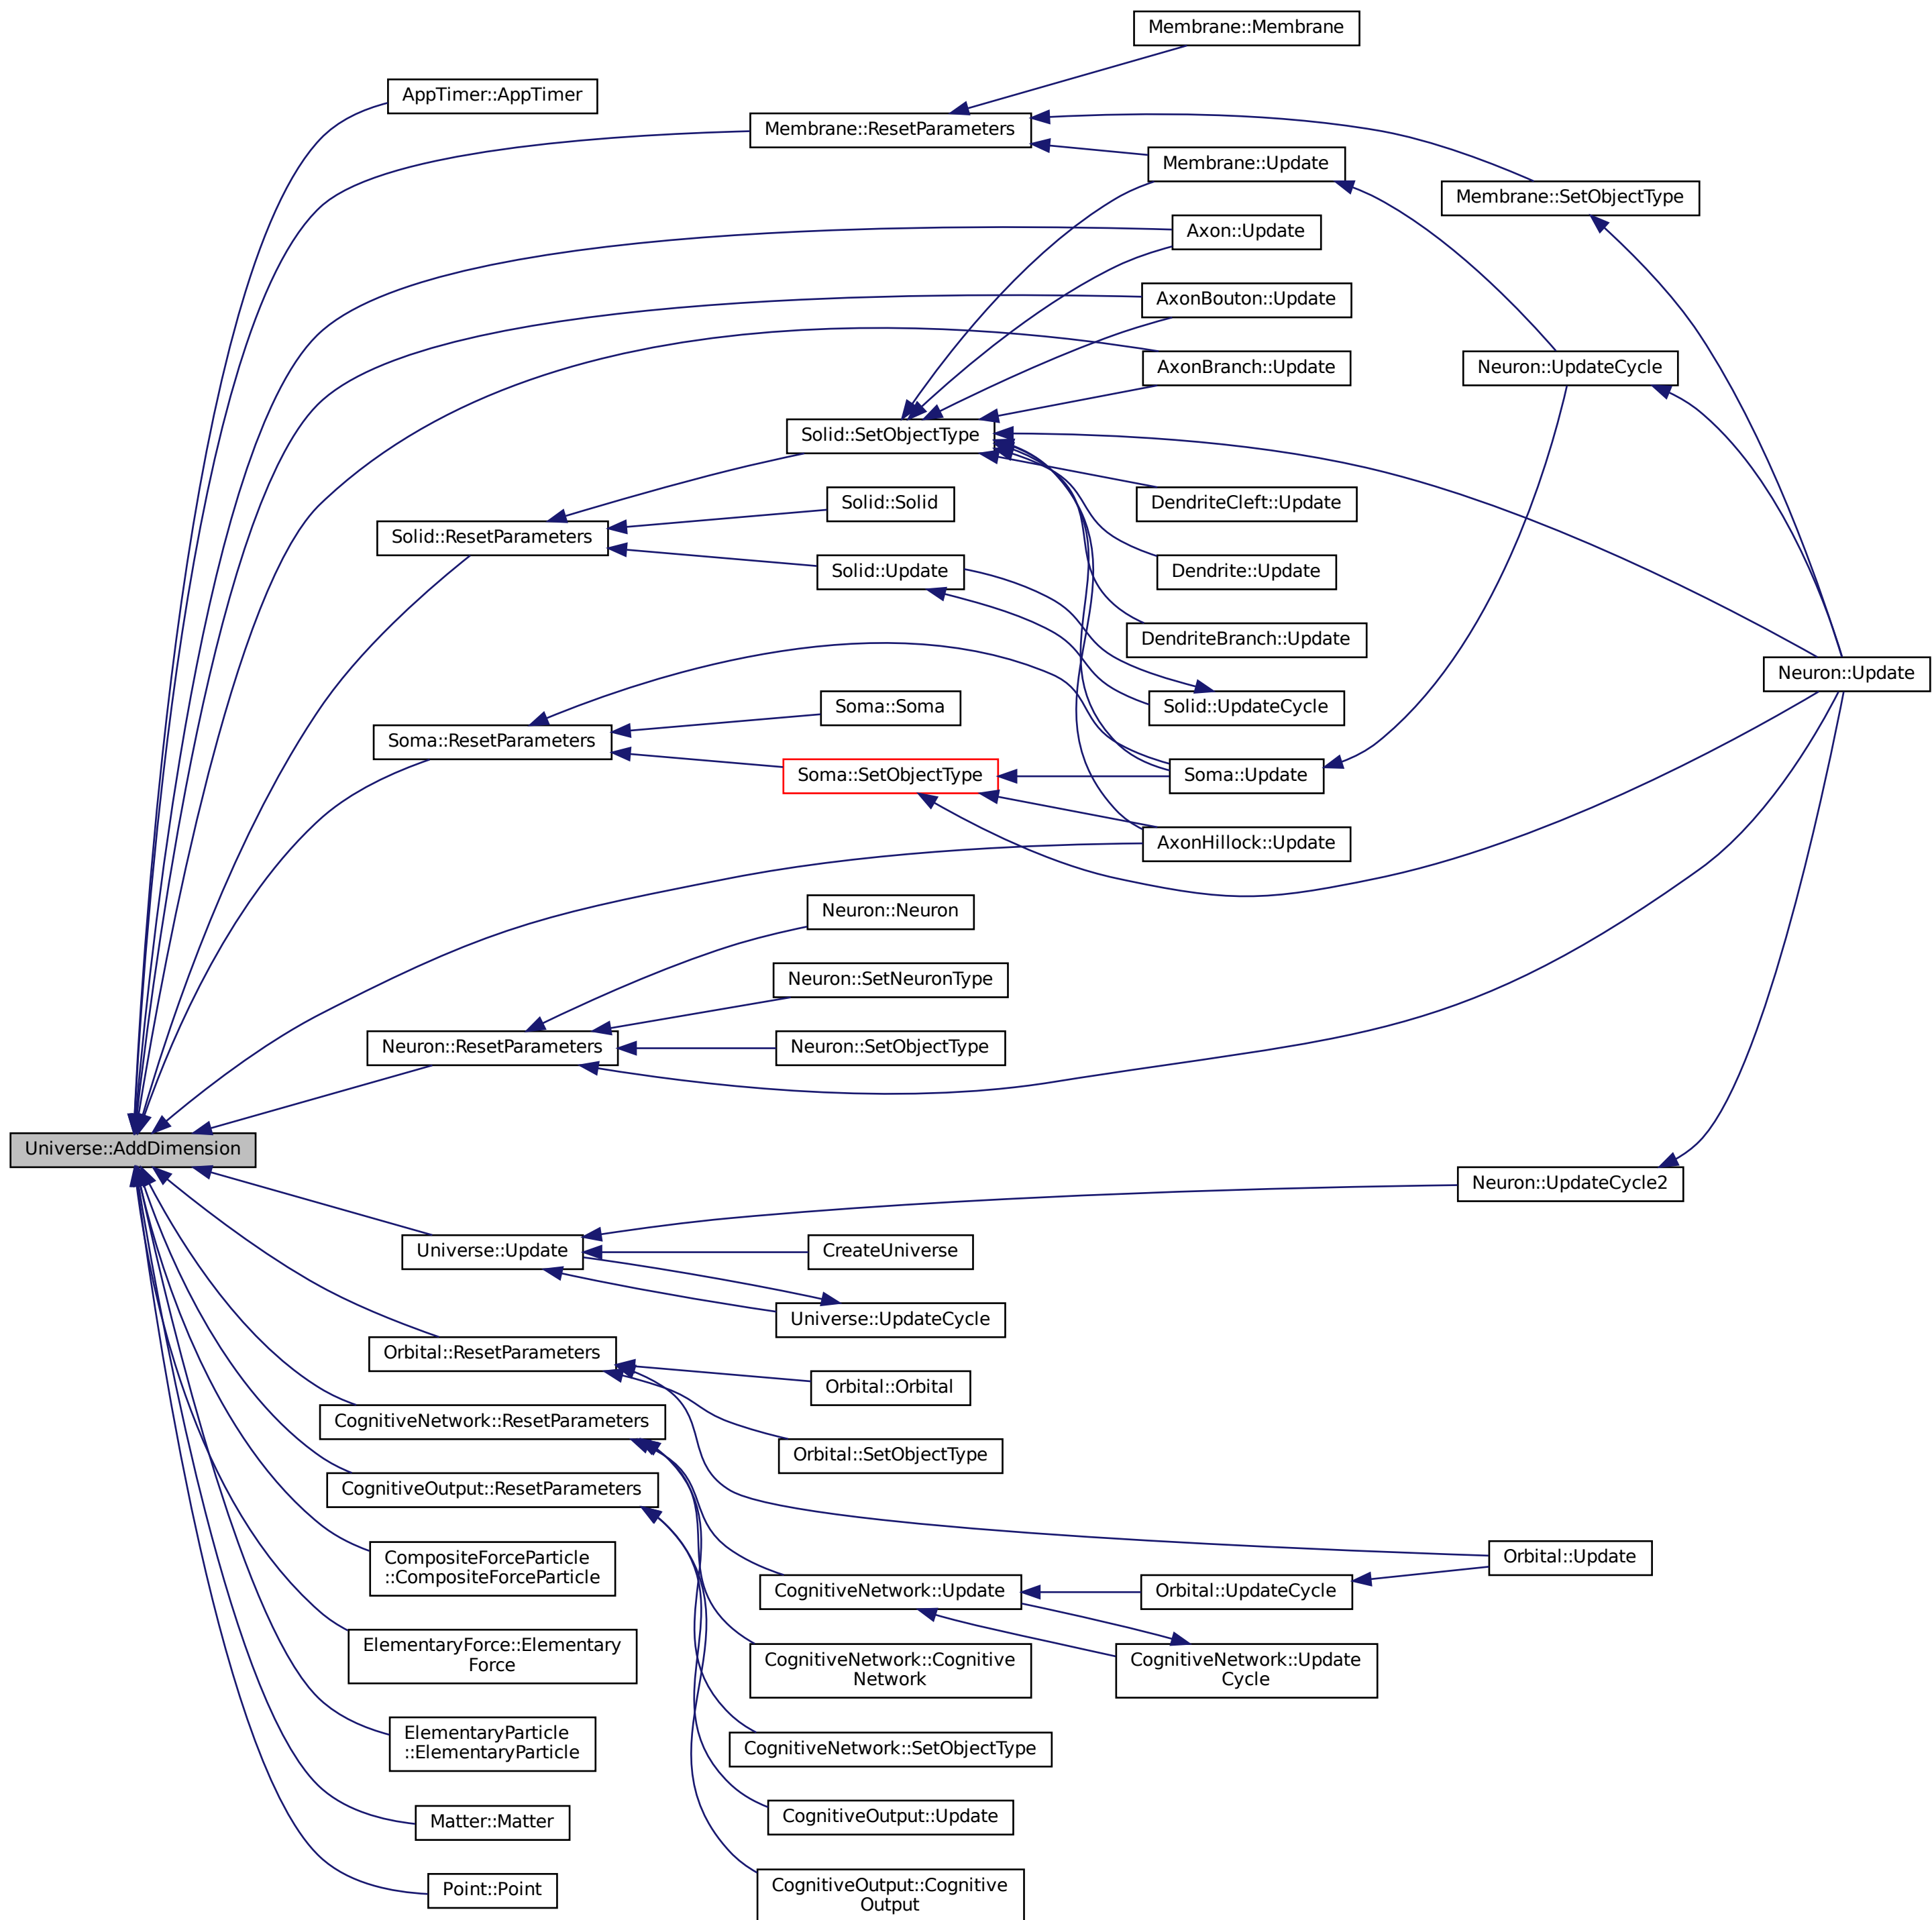 Membrane::Membrane
AppTimer::AppTimer
Membrane::ResetParameters
Membrane::Update
Membrane::SetObjectType
Axon::Update
AxonBouton::Update
AxonBranch::Update
Neuron::UpdateCycle
Solid::SetObjectType
Solid::Solid
DendriteCleft::Update
Solid::ResetParameters
Solid::Update
Dendrite::Update
DendriteBranch::Update
Neuron::Update
Soma::Soma
Solid::UpdateCycle
Soma::ResetParameters
Soma::SetObjectType
Soma::Update
AxonHillock::Update
Neuron::Neuron
Neuron::SetNeuronType
Neuron::ResetParameters
Neuron::SetObjectType
Universe::AddDimension
Neuron::UpdateCycle2
Universe::Update
CreateUniverse
Universe::UpdateCycle
Orbital::ResetParameters
Orbital::Orbital
CognitiveNetwork::ResetParameters
Orbital::SetObjectType
CognitiveOutput::ResetParameters
CompositeForceParticle
::CompositeForceParticle
Orbital::Update
CognitiveNetwork::Update
Orbital::UpdateCycle
ElementaryForce::Elementary
Force
CognitiveNetwork::Cognitive
Network
CognitiveNetwork::Update
Cycle
ElementaryParticle
::ElementaryParticle
CognitiveNetwork::SetObjectType
Matter::Matter
CognitiveOutput::Update
Point::Point
CognitiveOutput::Cognitive
Output